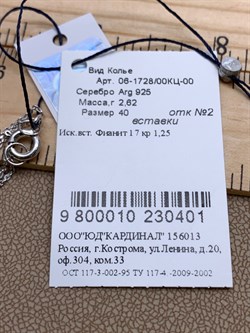 Вид Колье
Арт. 06-1728/00КЦ-00
Серебро Arg 925
Масса,г 2,62
Размер 40 отк №2
вставки
Иск.вст. Фианит 17 кр 1,25
9 800010 230401
ООО"ЮД"КАРДИНАЛ" 156013
Россия, г.Кострома, ул.Ленина, д.20,
оф.304, ком.33
ОСТ 117-3-002-95 ТУ 117-4 -2009-2002